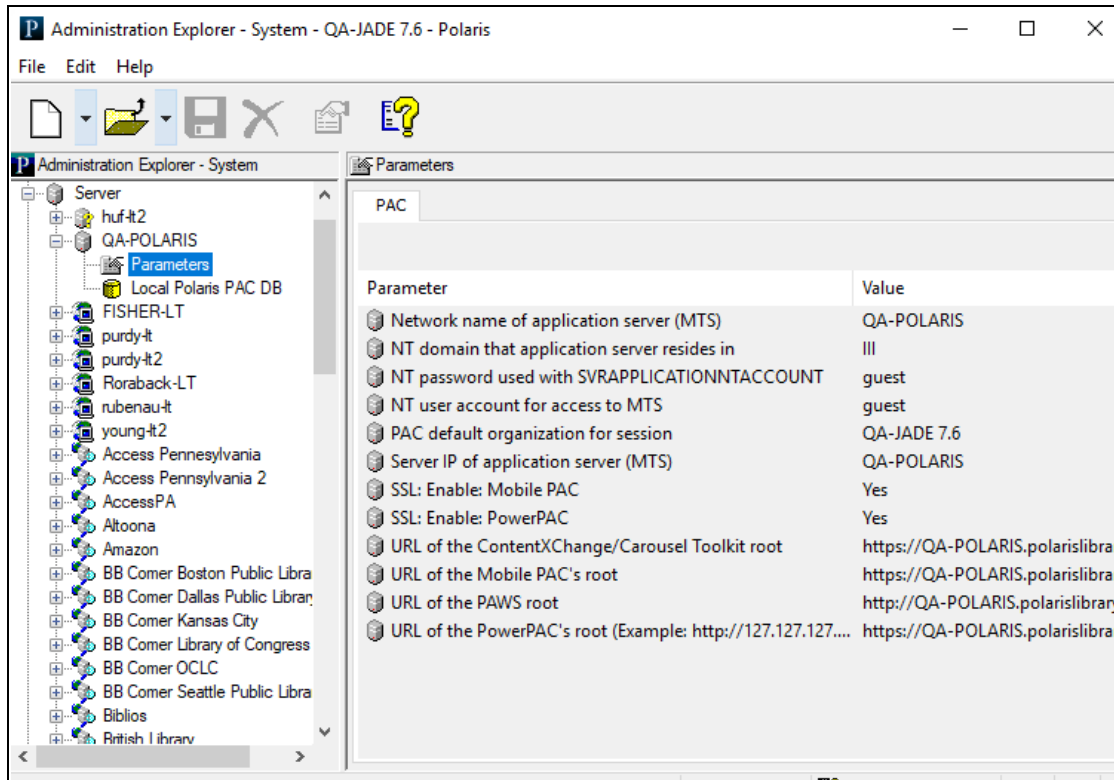 Administration Explorer - System - QA-JADE 7.6 - Polaris
File Edit Help
Administration Explorer - System
Parameters
Server
huf-lt2
QA-POLARIS
Parameters
Local Polaris PAC DB
FISHER-LT
purdy-lt
purdy-lt2
Roraback-LT
rubenau-lt
young-lt2
Access Pennesylvania
Access Pennsylvania 2
AccessPA
Altoona
Amazon
BB Comer Boston Public Libra
BB Comer Dallas Public Library
BB Comer Kansas City
BB Comer Library of Congress
BB Comer OCLC
BB Comer Seattle Public Libra
Biblios
British Library
PAC
Parameter Value
Network name of application server (MTS) QA-POLARIS
NT domain that application server resides in III
NT password used with SVRAPPLICATIONNTACCOUNT guest
NT user account for access to MTS guest
PAC default organization for session QA-JADE 7.6
Server IP of application server (MTS) QA-POLARIS
SSL: Enable: Mobile PAC Yes
SSL: Enable: PowerPAC Yes
URL of the ContentXChange/Carousel Toolkit root https://QA-POLARIS.polarislibra
URL of the Mobile PAC's root https://QA-POLARIS.polarislibra
URL of the PAWS root http://QA-POLARIS.polarislibrary
URL of the PowerPAC's root (Example: http://127.127.127.... https://QA-POLARIS.polarislibra